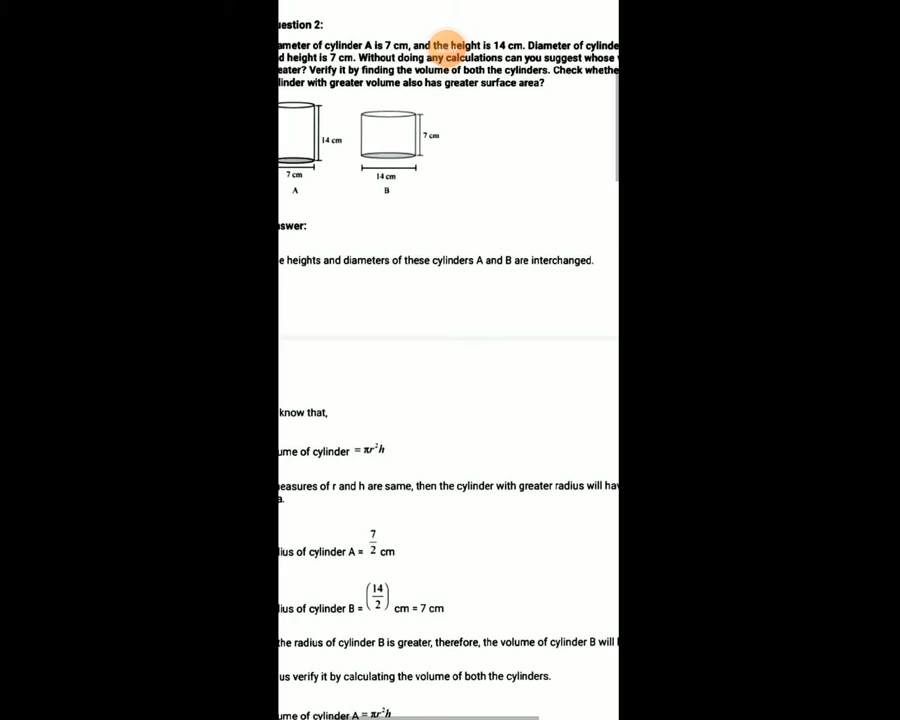 uestion 2:
ameter of cylinder A is 7 cm, and the height is 14 cm. Diameter of cylinde
d height is 7 cm. Without doing any calculations can you suggest whose
eater? Verify it by finding the volume of both the cylinders. Check whethe
linder with greater volume also has greater surface area?
14 cm
7 cm
7 cm
14 cm
A
B
swer:
e heights and diameters of these cylinders A and B are interchanged.
know that,
ume of cylinder = πr²h
easures of r and h are same, then the cylinder with greater radius will ha
a.
dius of cylinder A = 7/2 cm
dius of cylinder B = (14/2) cm = 7 cm
the radius of cylinder B is greater, therefore, the volume of cylinder B will
us verify it by calculating the volume of both the cylinders.
ume of cylinder A = πr²h